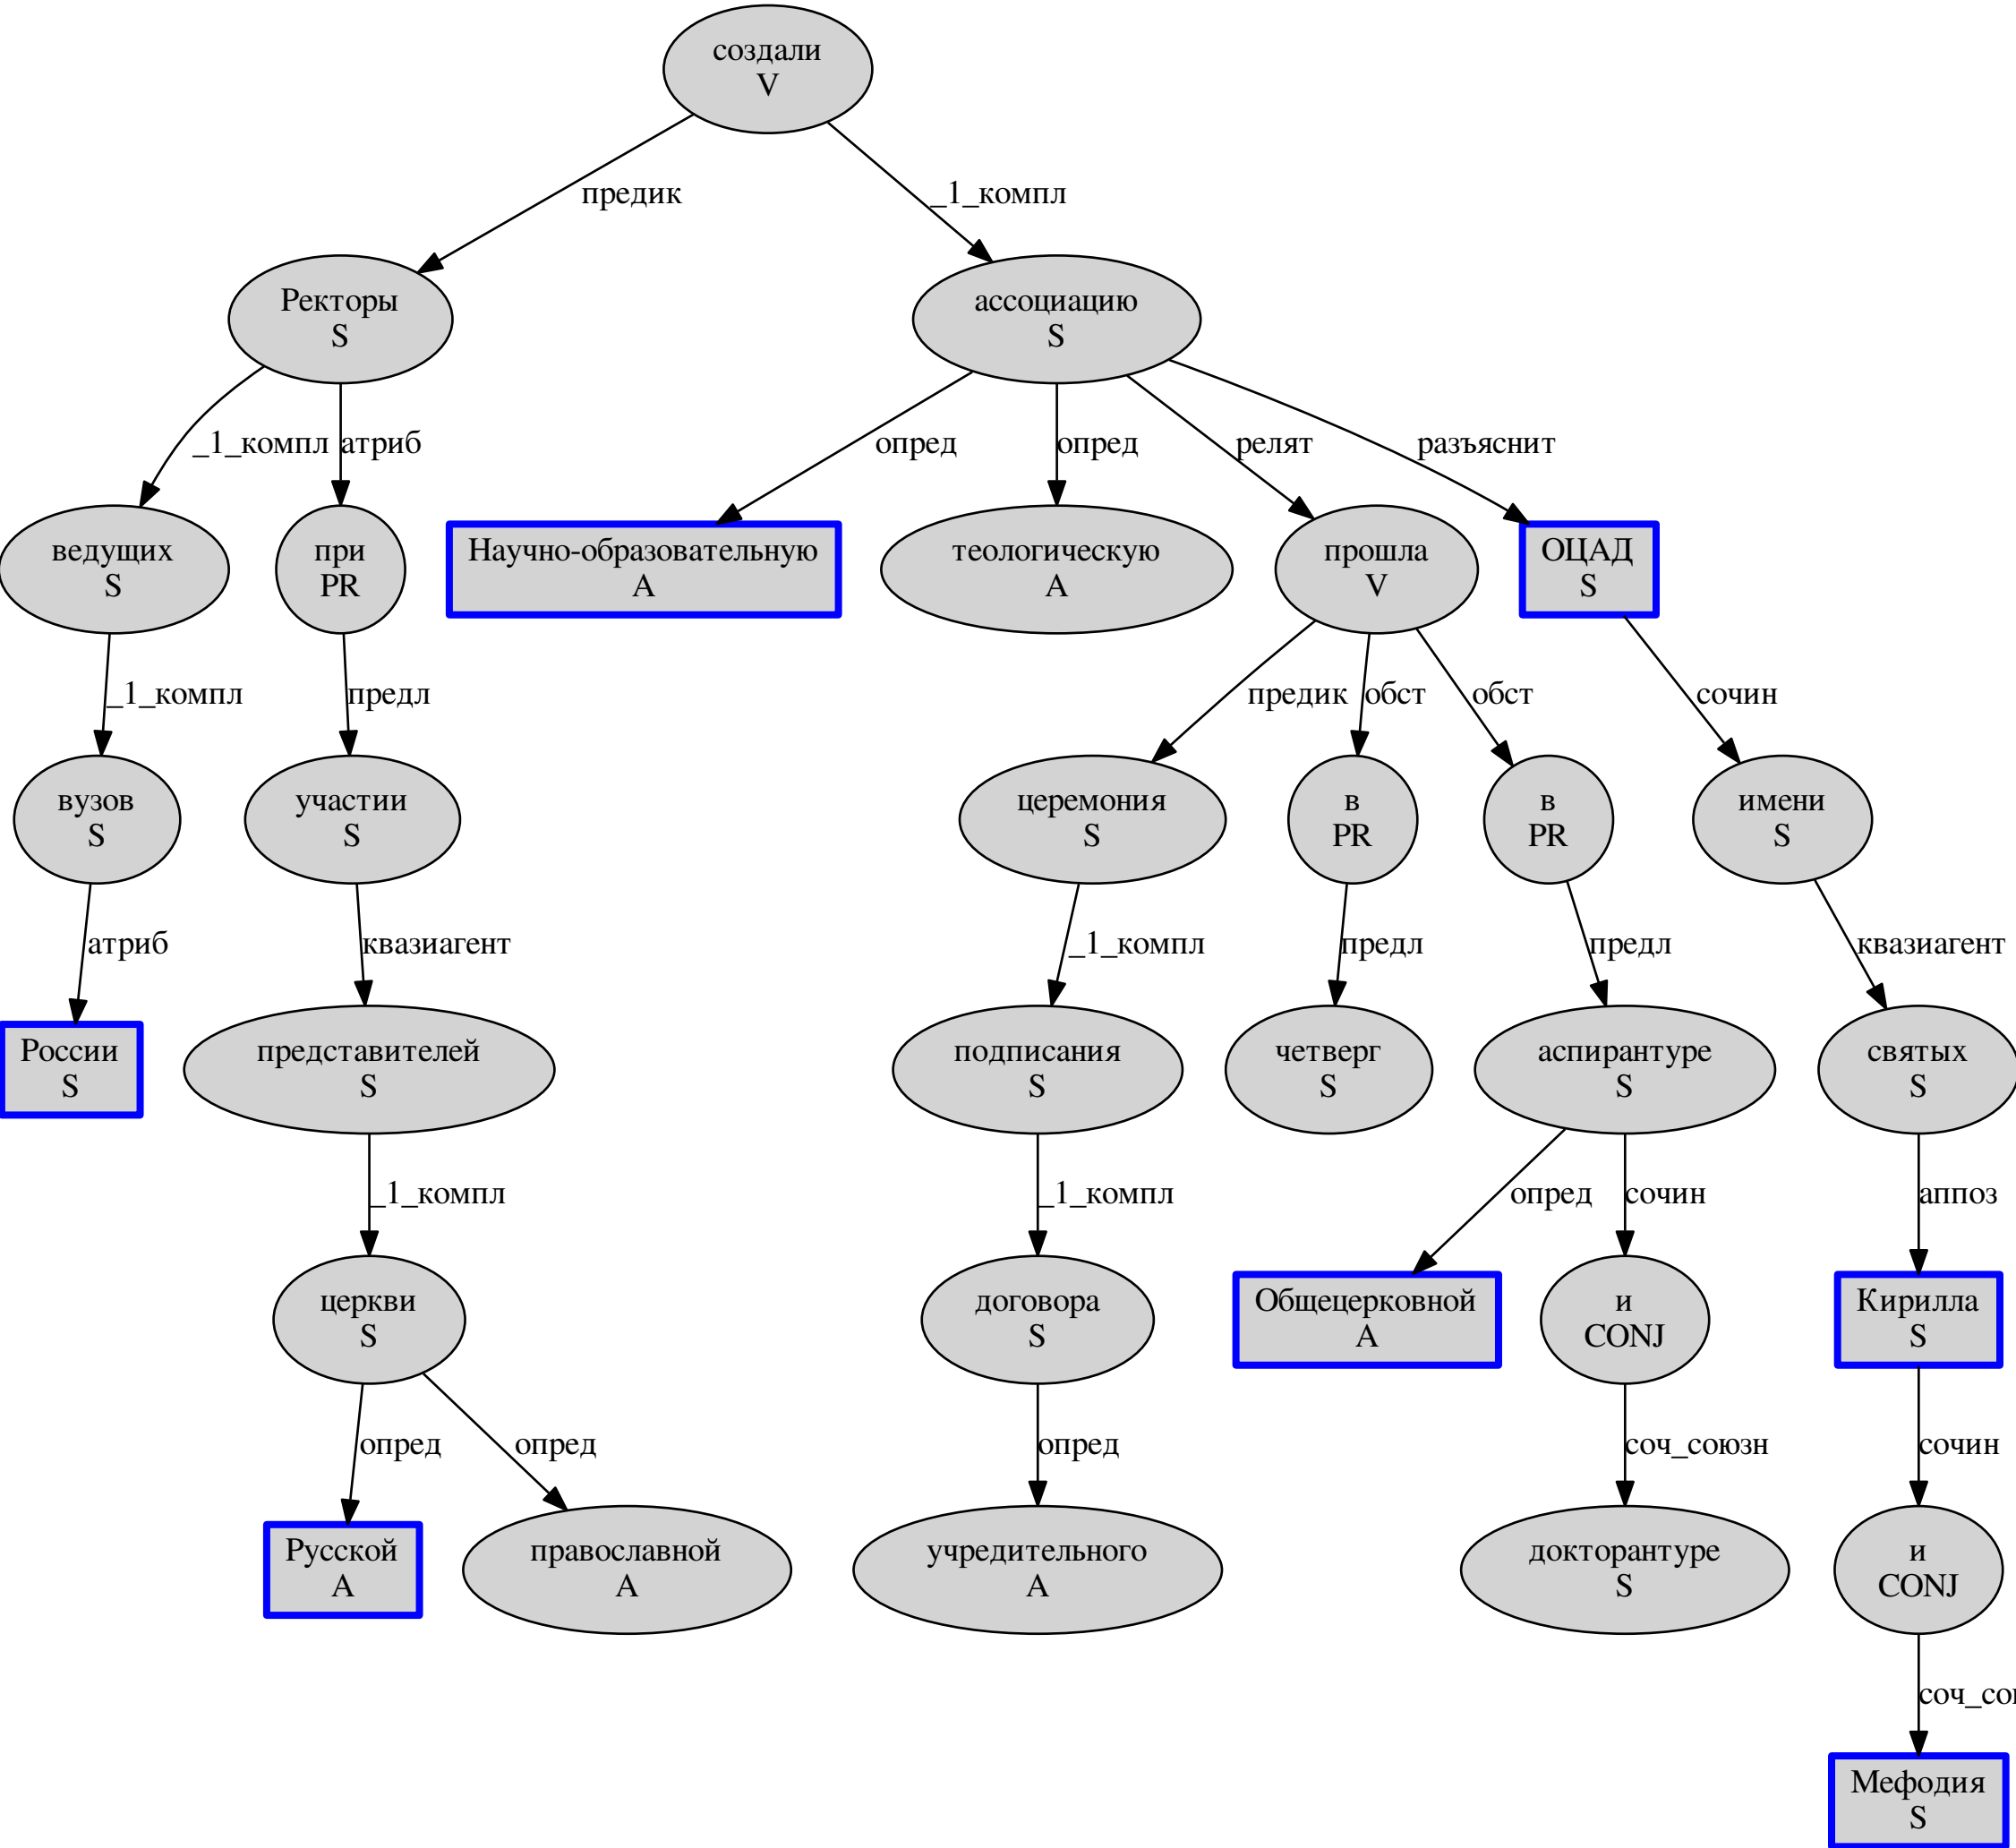 создали
V
предик
_1_компл
Ректоры
S
ассоциацию
S
_1_компл
атриб
опред
опред
релят
разъяснит
ведущих
S
при
PR
Научно-образовательную
A
теологическую
A
прошла
V
ОЦАД
S
_1_компл
предл
предик
обст
обст
сочин
вузов
S
участии
S
церемония
S
в
PR
в
PR
имени
S
атриб
квазиагент
_1_компл
предл
предл
квазиагент
России
S
представителей
S
подписания
S
четверг
S
аспирантуре
S
святых
S
_1_компл
_1_компл
опред
сочин
аппоз
церкви
S
договора
S
Общецерковной
A
и
CONJ
Кирилла
S
опред
опред
опред
соч_союзн
сочин
Русской
A
православной
A
учредительного
A
докторантуре
S
и
CONJ
Мефодия
S